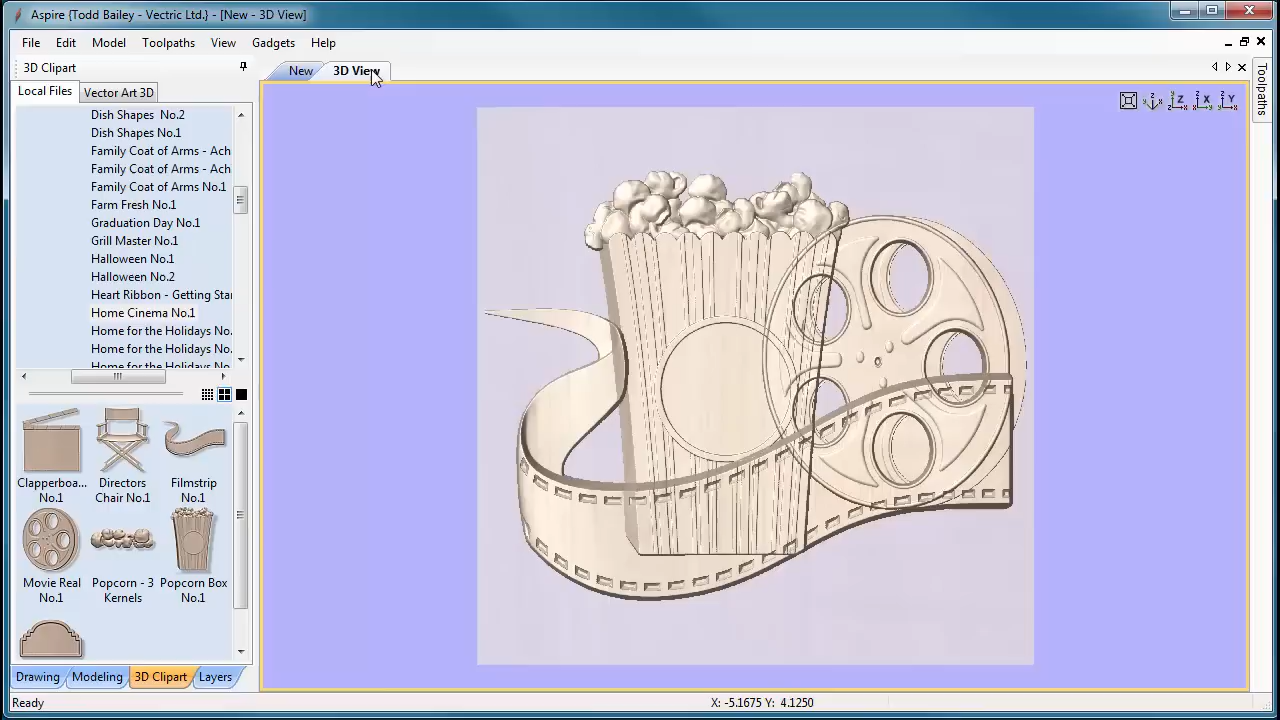 Aspire {Todd Bailey - Vectric Ltd.} - [New - 3D View]
File Edit Model Toolpaths View Gadgets Help
3D Clipart
New 3D View
Local Files Vector Art 3D
Toolpaths
Z X Y
Dish Shapes No.2
Dish Shapes No.1
Family Coat of Arms - Ach
Family Coat of Arms - Ach
Family Coat of Arms No.1
Farm Fresh No.1
Graduation Day No.1
Grill Master No.1
Halloween No.1
Halloween No.2
Heart Ribbon - Getting Star
Home Cinema No.1
Home for the Holidays No.
Home for the Holidays No.
Clapperboa... No.1
Directors Chair No.1
Filmstrip No.1
Movie Real No.1
Popcorn - 3 Kernels
Popcorn Box No.1
Drawing Modeling 3D Clipart Layers
Ready X: -5.1675 Y: 4.1250